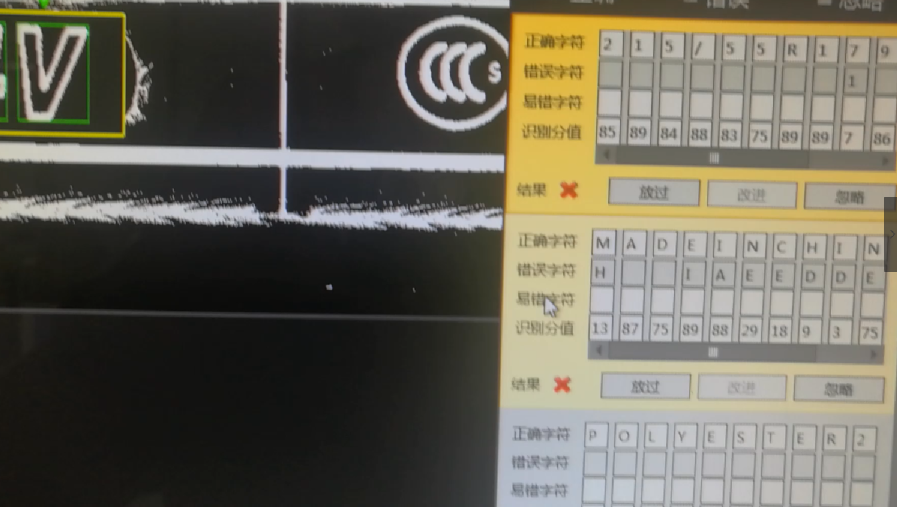 V
CCC S
错误 忽略
正确字符 2 1 5 / 5 5 R 1 7 9
错误字符 1
易错字符
识别分值 85 89 84 88 83 75 89 89 7 86
结果 放过 改进 忽略
正确字符 M A D E I N C H I N
错误字符 H I A E E D D E
易错字符
识别分值 13 87 75 89 88 29 18 9 3 75
结果 放过 改进 忽略
正确字符 P O L Y E S T E R 2
错误字符
易错字符